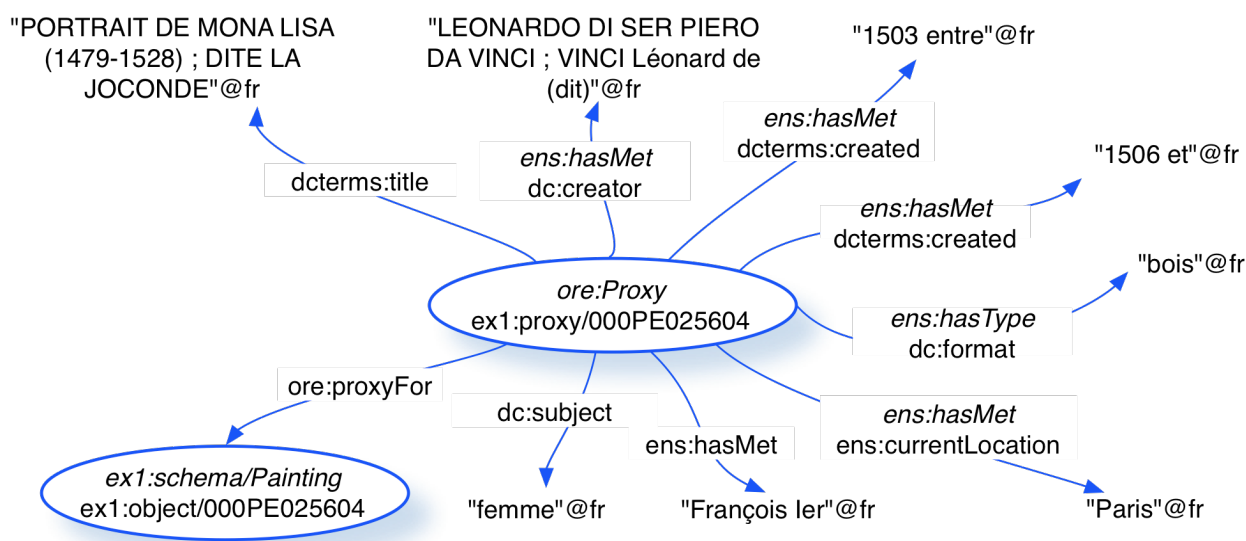 "PORTRAIT DE MONA LISA
(1479-1528) ; DITE LA
JOCONDE"@fr
"LEONARDO DI SER PIERO
DA VINCI ; VINCI Léonard de
(dit)"@fr
"1503 entre"@fr
"1506 et"@fr
"bois"@fr
dcterms:title
ens:hasMet
dc:creator
ens:hasMet
dcterms:created
ens:hasMet
dcterms:created
ens:hasType
dc:format
ore:Proxy
ex1:proxy/000PE025604
ore:proxyFor
dc:subject
ens:hasMet
ens:hasMet
ens:currentLocation
ex1:schema/Painting
ex1:object/000PE025604
"femme"@fr
"François Ier"@fr
"Paris"@fr